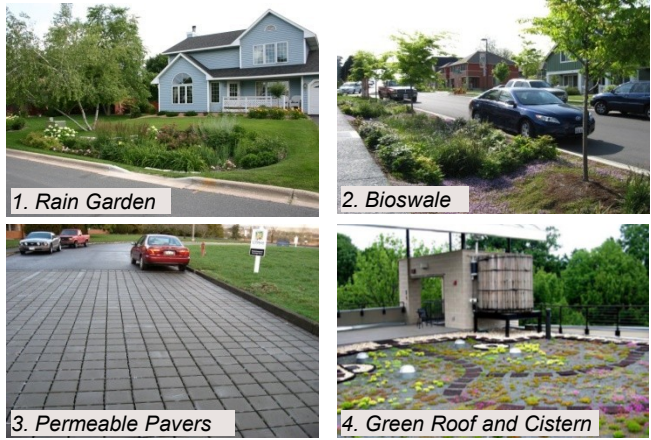 1. Rain Garden
2. Bioswale
3. Permeable Pavers
4. Green Roof and Cistern